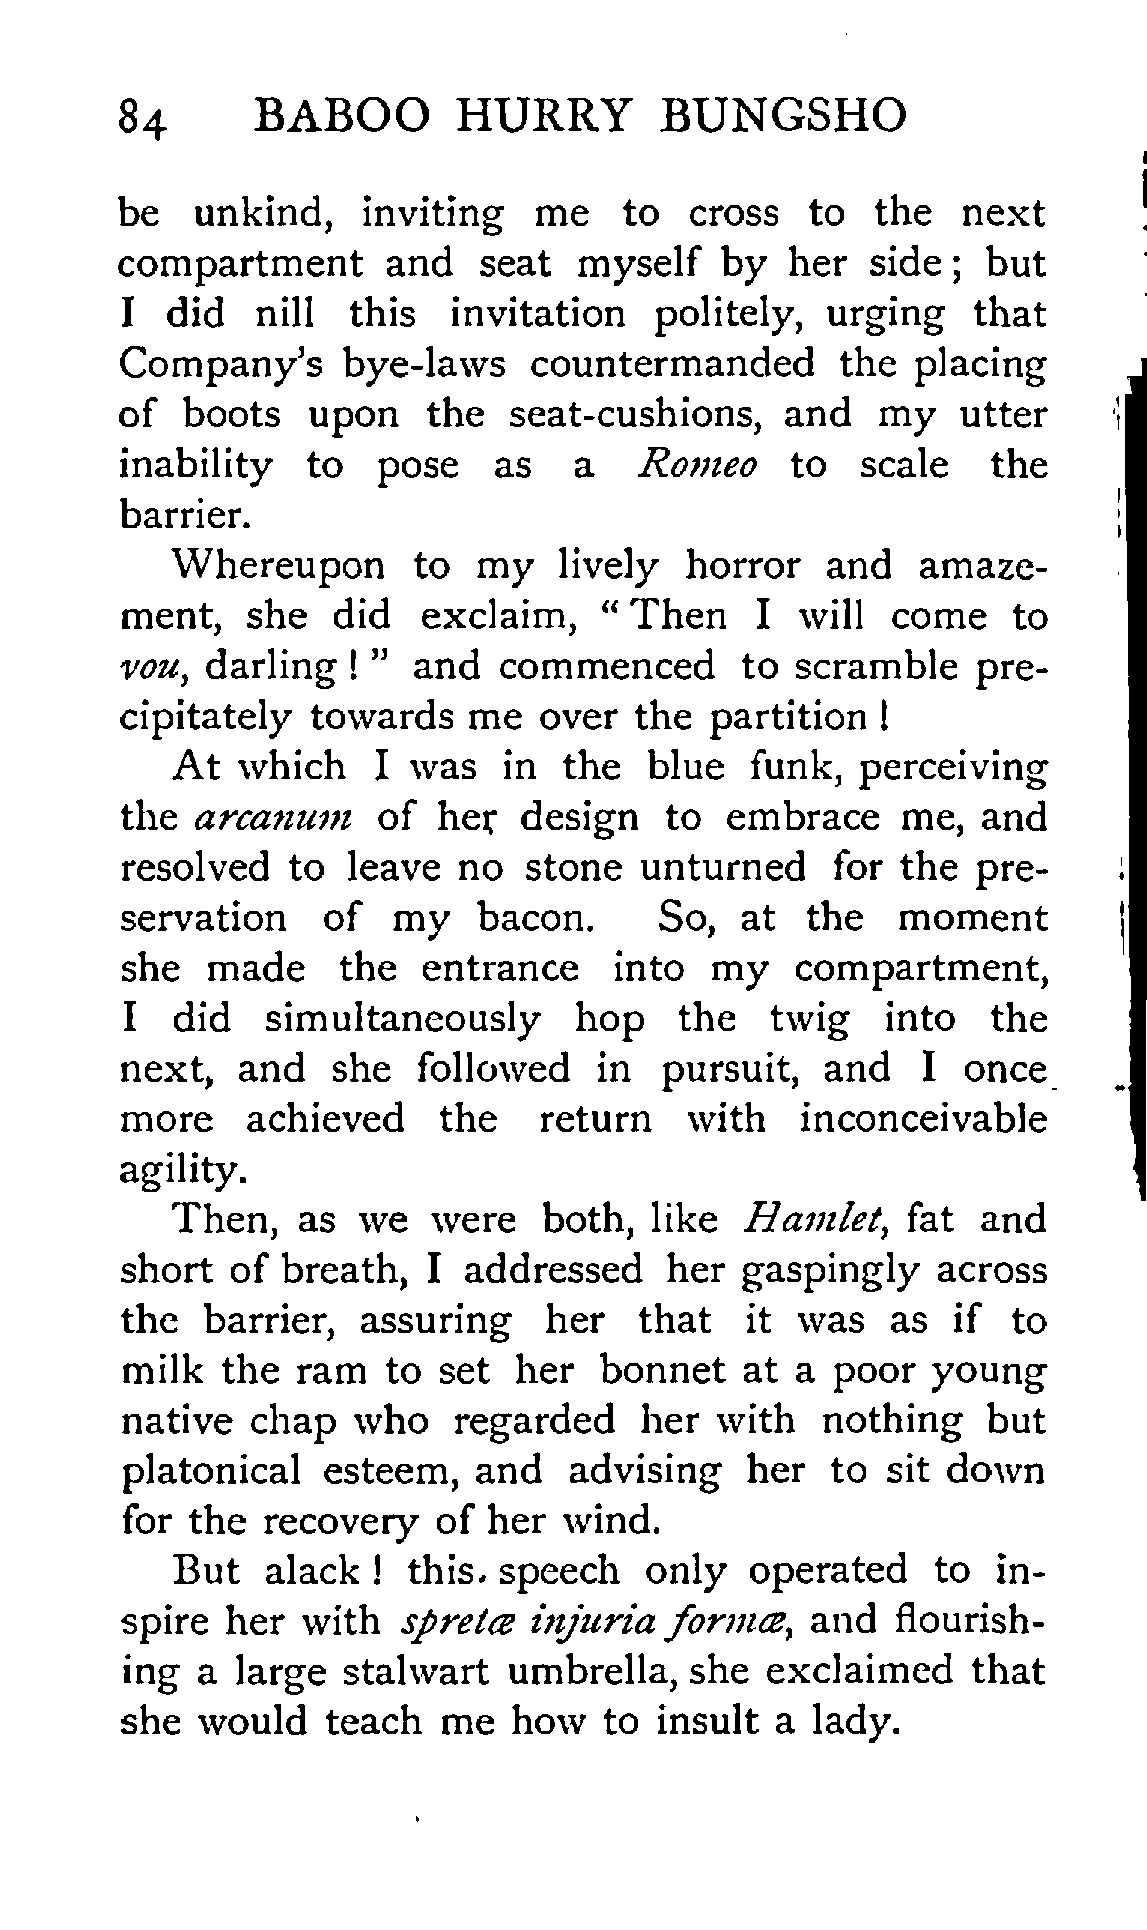 84 BABOO HURRY BUNGSHO
be unkind, inviting me to cross to the next
compartment and seat myself by her side ; but
I did nill this invitation politely, urging that
Company's bye-laws countermanded the placing
of boots upon the seat-cushions, and my utter
inability to pose as a Romeo to scale the
barrier.
Whereupon to my lively horror and amaze-
ment, she did exclaim, " Then I will come to
you, darling ! " and commenced to scramble pre-
cipitately towards me over the partition !
At which I was in the blue funk, perceiving
the arcanum of her design to embrace me, and
resolved to leave no stone unturned for the pre-
servation of my bacon. So, at the moment
she made the entrance into my compartment,
I did simultaneously hop the twig into the
next, and she followed in pursuit, and I once
more achieved the return with inconceivable
agility.
Then, as we were both, like Hamlet, fat and
short of breath, I addressed her gaspingly across
the barrier, assuring her that it was as if to
milk the ram to set her bonnet at a poor young
native chap who regarded her with nothing but
platonical esteem, and advising her to sit down
for the recovery of her wind.
But alack ! this speech only operated to in-
spire her with spretæ injuria formæ, and flourish-
ing a large stalwart umbrella, she exclaimed that
she would teach me how to insult a lady.